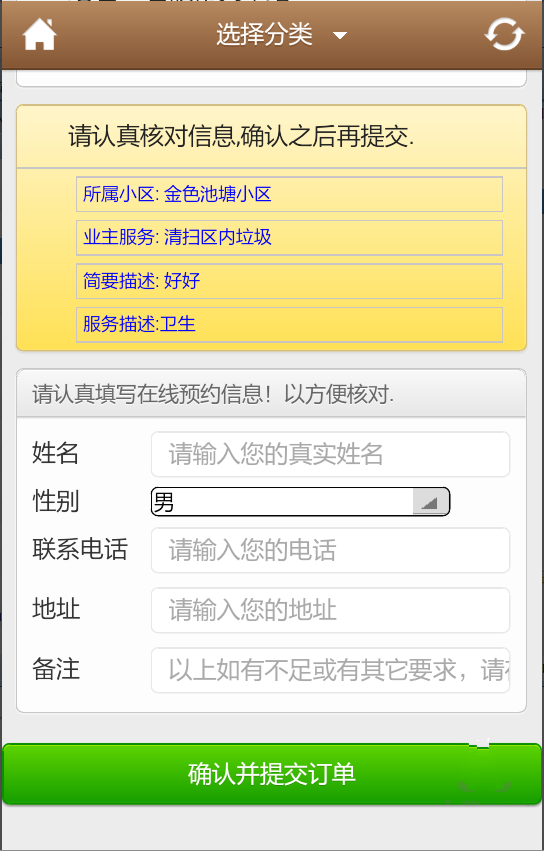 选择分类
请认真核对信息,确认之后再提交.
所属小区: 金色池塘小区
业主服务: 清扫区内垃圾
简要描述: 好好
服务描述:卫生
请认真填写在线预约信息！以方便核对.
姓名 请输入您的真实姓名
性别 男
联系电话 请输入您的电话
地址 请输入您的地址
备注 以上如有不足或有其它要求，请
确认并提交订单